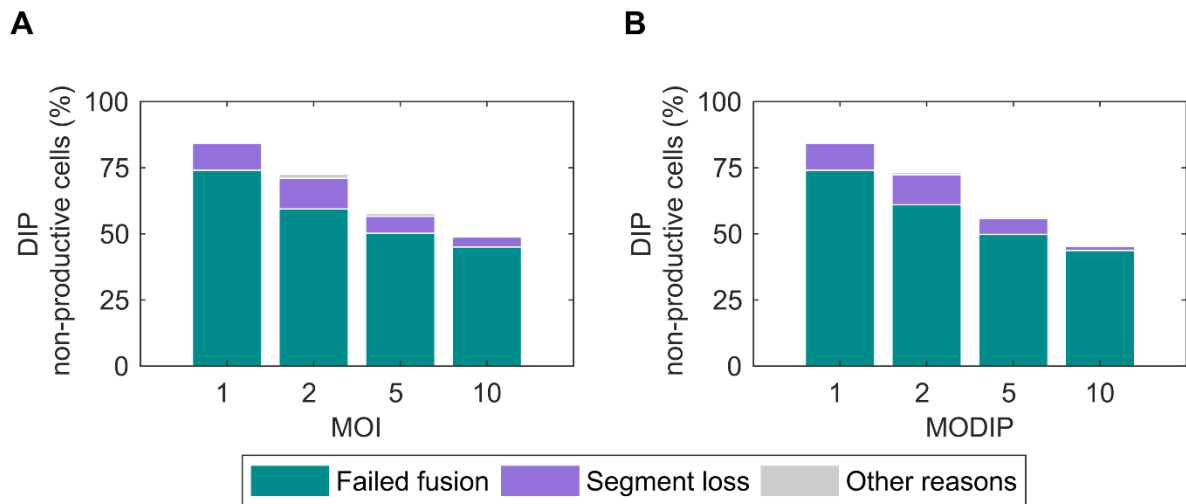 A
DIP
non-productive cells (%)
100
75
50
25
0
1 2 5 10
MOI
B
DIP
non-productive cells (%)
100
75
50
25
0
1 2 5 10
MODIP
Failed fusion Segment loss Other reasons